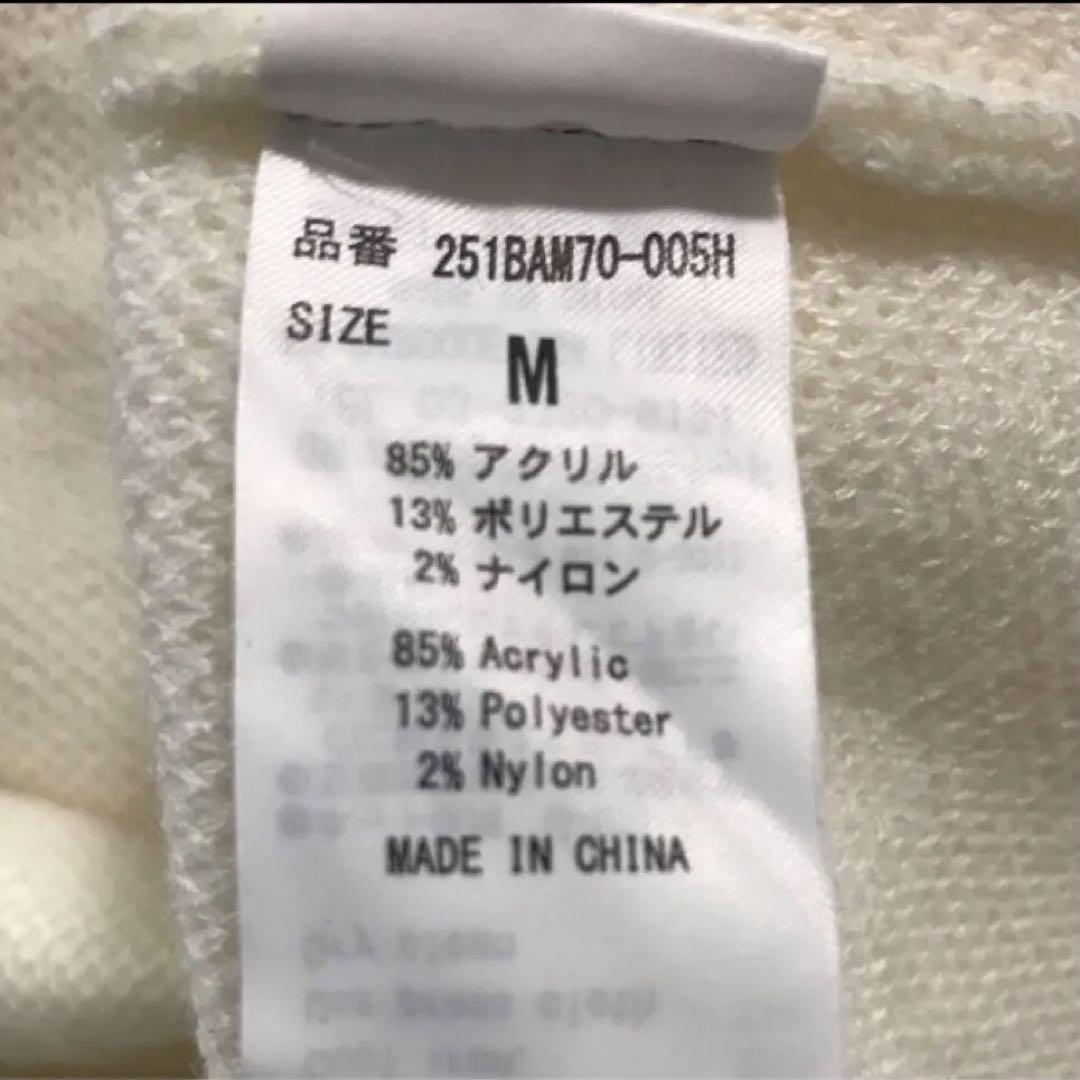 品番 251BAM70-005H
SIZE
M
85% アクリル
13% ポリエステル
2% ナイロン
85% Acrylic
13% Polyester
2% Nylon
MADE IN CHINA